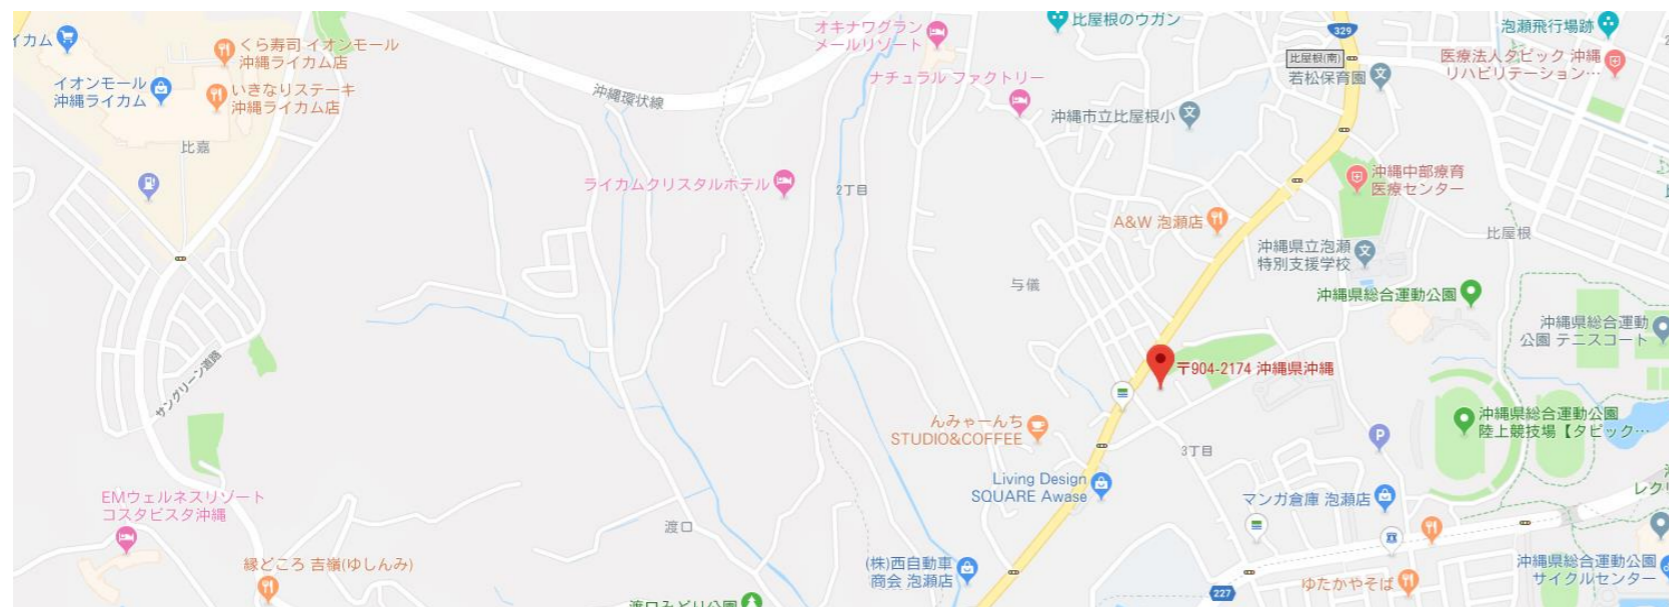 イカム
くら寿司 イオンモール
沖縄ライカム店
イオンモール
沖縄ライカム
いきなりステーキ
沖縄ライカム店
比嘉
沖縄環状線
オキナワグラン
メールリゾート
ナチュラル ファクトリー
比屋根のウガン
329
比屋根(南)
若松保育園
泡瀬飛行場跡
医療法人タピック 沖縄
リハビリテーション…
沖縄市立比屋根小
ライカムクリスタルホテル
2丁目
沖縄中部療育
医療センター
A&W 泡瀬店
比屋根
沖縄県立泡瀬
特別支援学校
与儀
沖縄県総合運動公園
沖縄県総合運動
公園 テニスコート
サングリーン道路
〒904-2174 沖縄県沖縄
んみゃーんち
STUDIO&COFFEE
沖縄県総合運動公園
陸上競技場【タピック…
P
3丁目
Living Design
SQUARE Awase
マンガ倉庫 泡瀬店
レク
EMウェルネスリゾート
コスタビスタ沖縄
渡口
縁どころ 吉嶺(ゆしんみ)
(株)西自動車
商会 泡瀬店
沖縄県総合運動公園
サイクルセンター
ゆたかやそば
227
渡口みどり公園